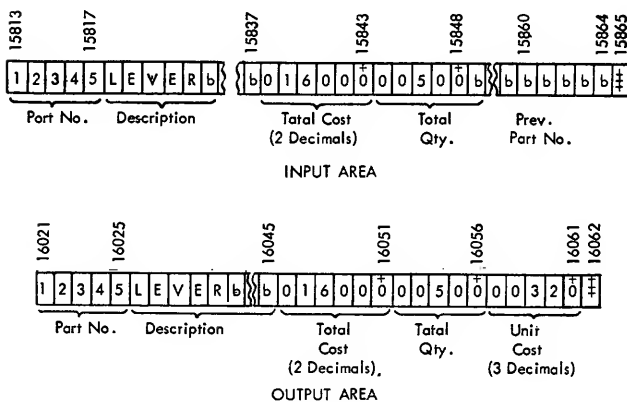 15813 15817 15837 15843 15848 15860 15864 15865
1 2 3 4 5 L E V E R b b 0 1 6 0 0 0̟ 0 0 5 0 0̟ b b b b b b b ‡
Part No. Description Tatal Cost Total Prev.
(2 Decimals) Qty. Part No.
INPUT AREA
16021 16025 16045 16051 16056 16061 16062
1 2 3 4 5 L E V E R b b 0 1 6 0 0 0̟ 0 0 5 0 0̟ 0 0 3 2 0̟ ‡
Part No. Description Total Tatal Unit
Cost Qty. Cost
(2 Decimals). (3 Decimals)
OUTPUT AREA